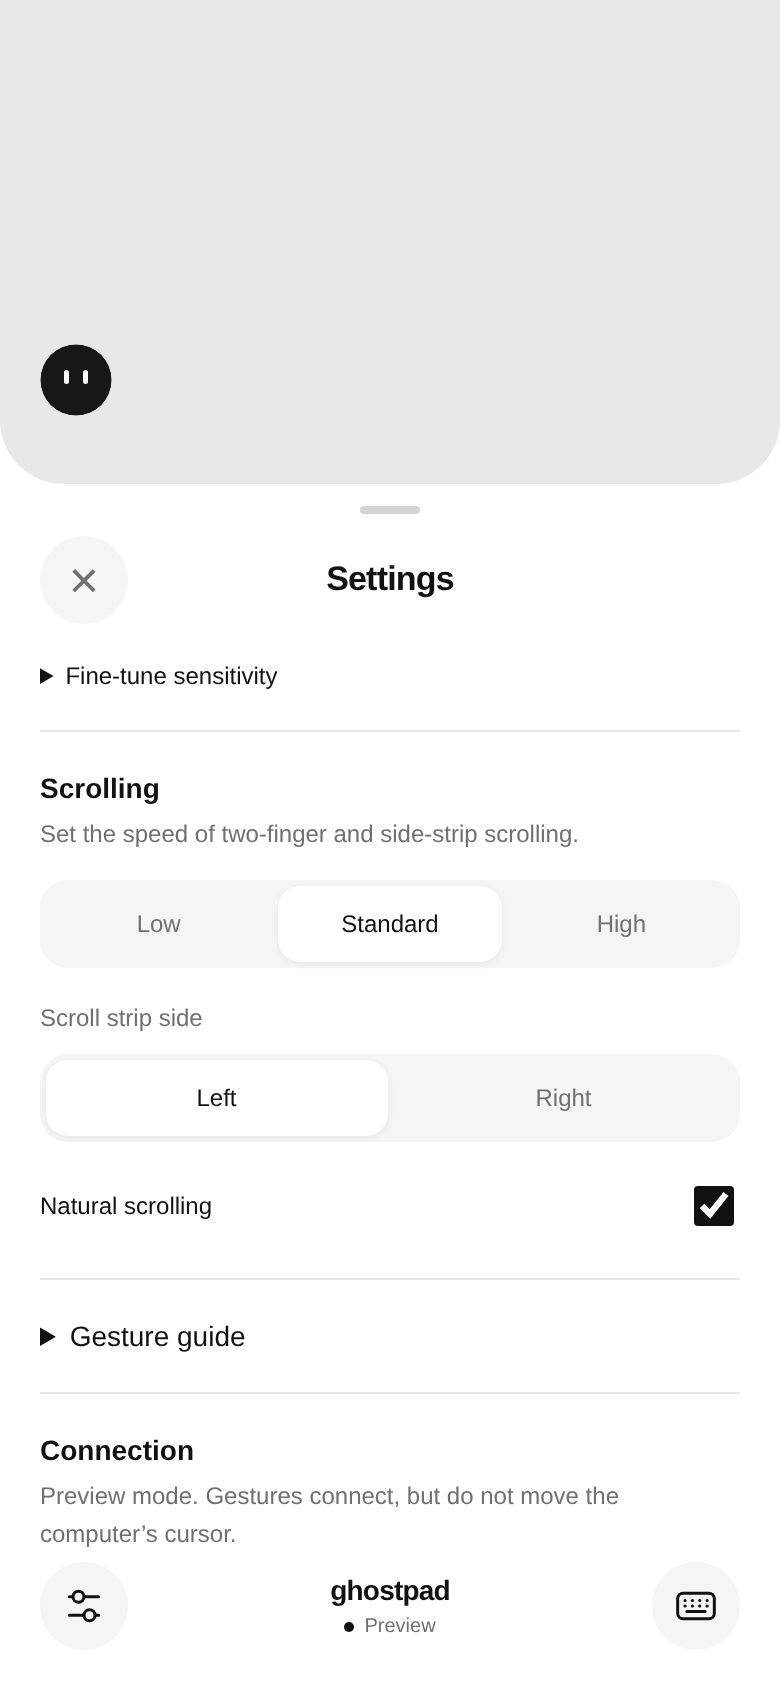 Settings
Fine-tune sensitivity
Scrolling
Set the speed of two-finger and side-strip scrolling.
Low Standard High
Scroll strip side
Left Right
Natural scrolling
Gesture guide
Connection
Preview mode. Gestures connect, but do not move the
computer’s cursor.
ghostpad
Preview